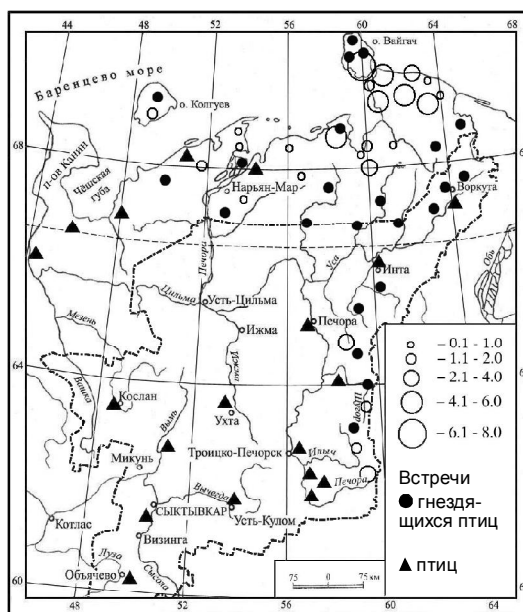 44 48 52 56 60 64
о. Вайгач
Баренцево море
о. Колгуев
68
п-ов Канин
Чёшская
губа
Нарьян-Мар
Воркута
Печора
Уса
Инта
Обь
Цильма
Усть-Цильма
Мезень
Ижма
Печора
Ижма
64
Вашка
Кослан
Вымь
Ухта
Щугор
Микунь
Троицко-Печорск
Илыч
Печора
Вычегда
СЫКТЫВКАР
Усть-Кулом
Котлас
Визинга
Луза
Объячево
Сысола
60
48 52 56 60
75 0 75 км
– 0.1 - 1.0
– 1.1 - 2.0
– 2.1 - 4.0
– 4.1 - 6.0
– 6.1 - 8.0
Встречи
гнездя-
щихся птиц
птиц